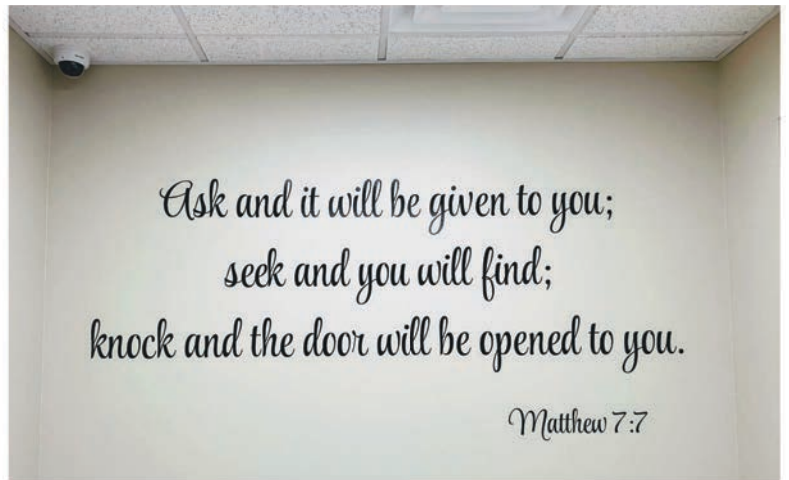 Ask and it will be given to you;
seek and you will find;
knock and the door will be opened to you.
Matthew 7:7